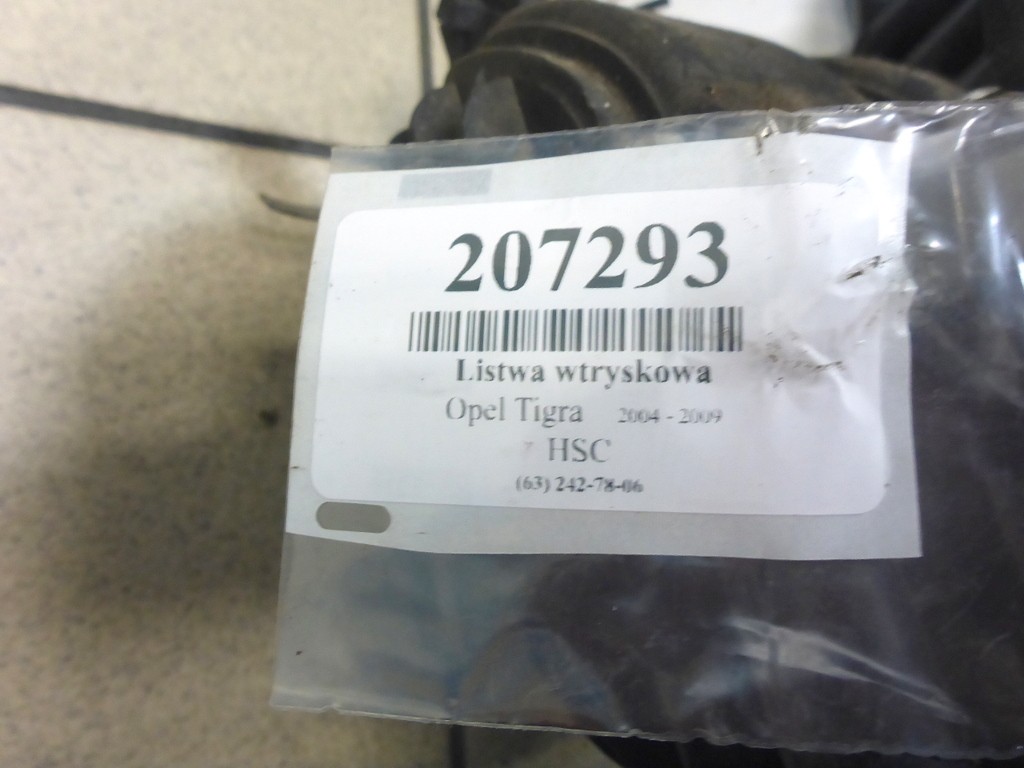 207293
Listwa wtryskowa
Opel Tigra 2004 - 2009
HSC
(63) 242-78-06